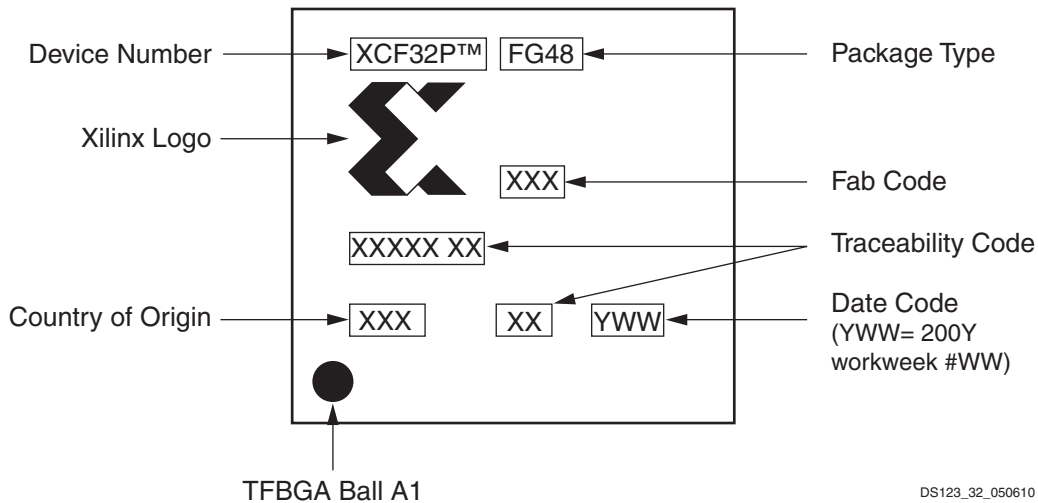 Device Number
XCF32P™
FG48
Package Type
Xilinx Logo
XXX
Fab Code
XXXXX XX
Traceability Code
Country of Origin
XXX
XX
YWW
Date Code
(YWW= 200Y
workweek #WW)
TFBGA Ball A1
DS123_32_050610